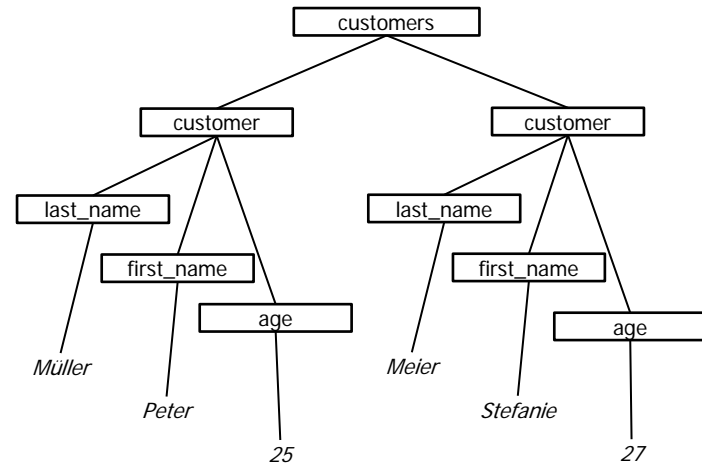 customers
customer
customer
last_name
last_name
first_name
first_name
age
age
Müller
Meier
Peter
Stefanie
25
27